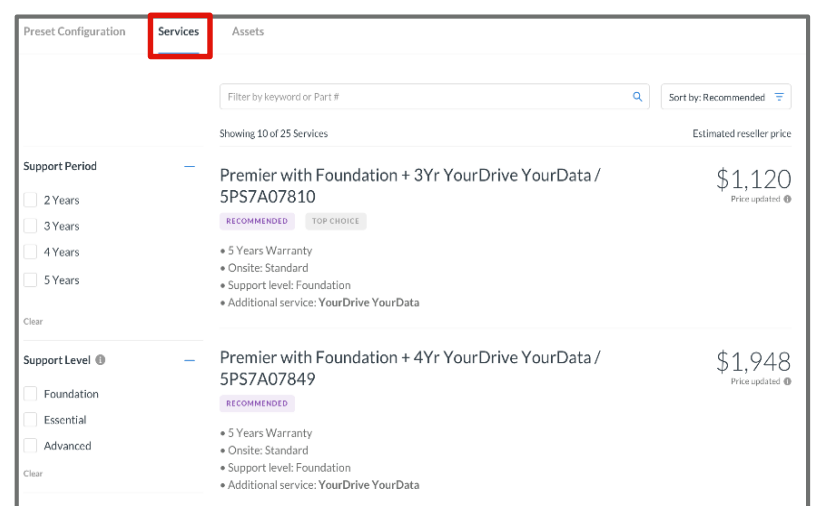 Preset Configuration
Services
Assets
Filter by keyword or Part #
Sort by: Recommended
Showing 10 of 25 Services
Estimated reseller price
Support Period
2 Years
3 Years
4 Years
5 Years
Clear
Support Level
Foundation
Essential
Advanced
Clear
Premier with Foundation + 3Yr YourDrive YourData /
5PS7A07810
$1,120
Price updated
RECOMMENDED
TOP CHOICE
• 5 Years Warranty
• Onsite: Standard
• Support level: Foundation
• Additional service: YourDrive YourData
Premier with Foundation + 4Yr YourDrive YourData /
5PS7A07849
$1,948
Price updated
RECOMMENDED
• 5 Years Warranty
• Onsite: Standard
• Support level: Foundation
• Additional service: YourDrive YourData